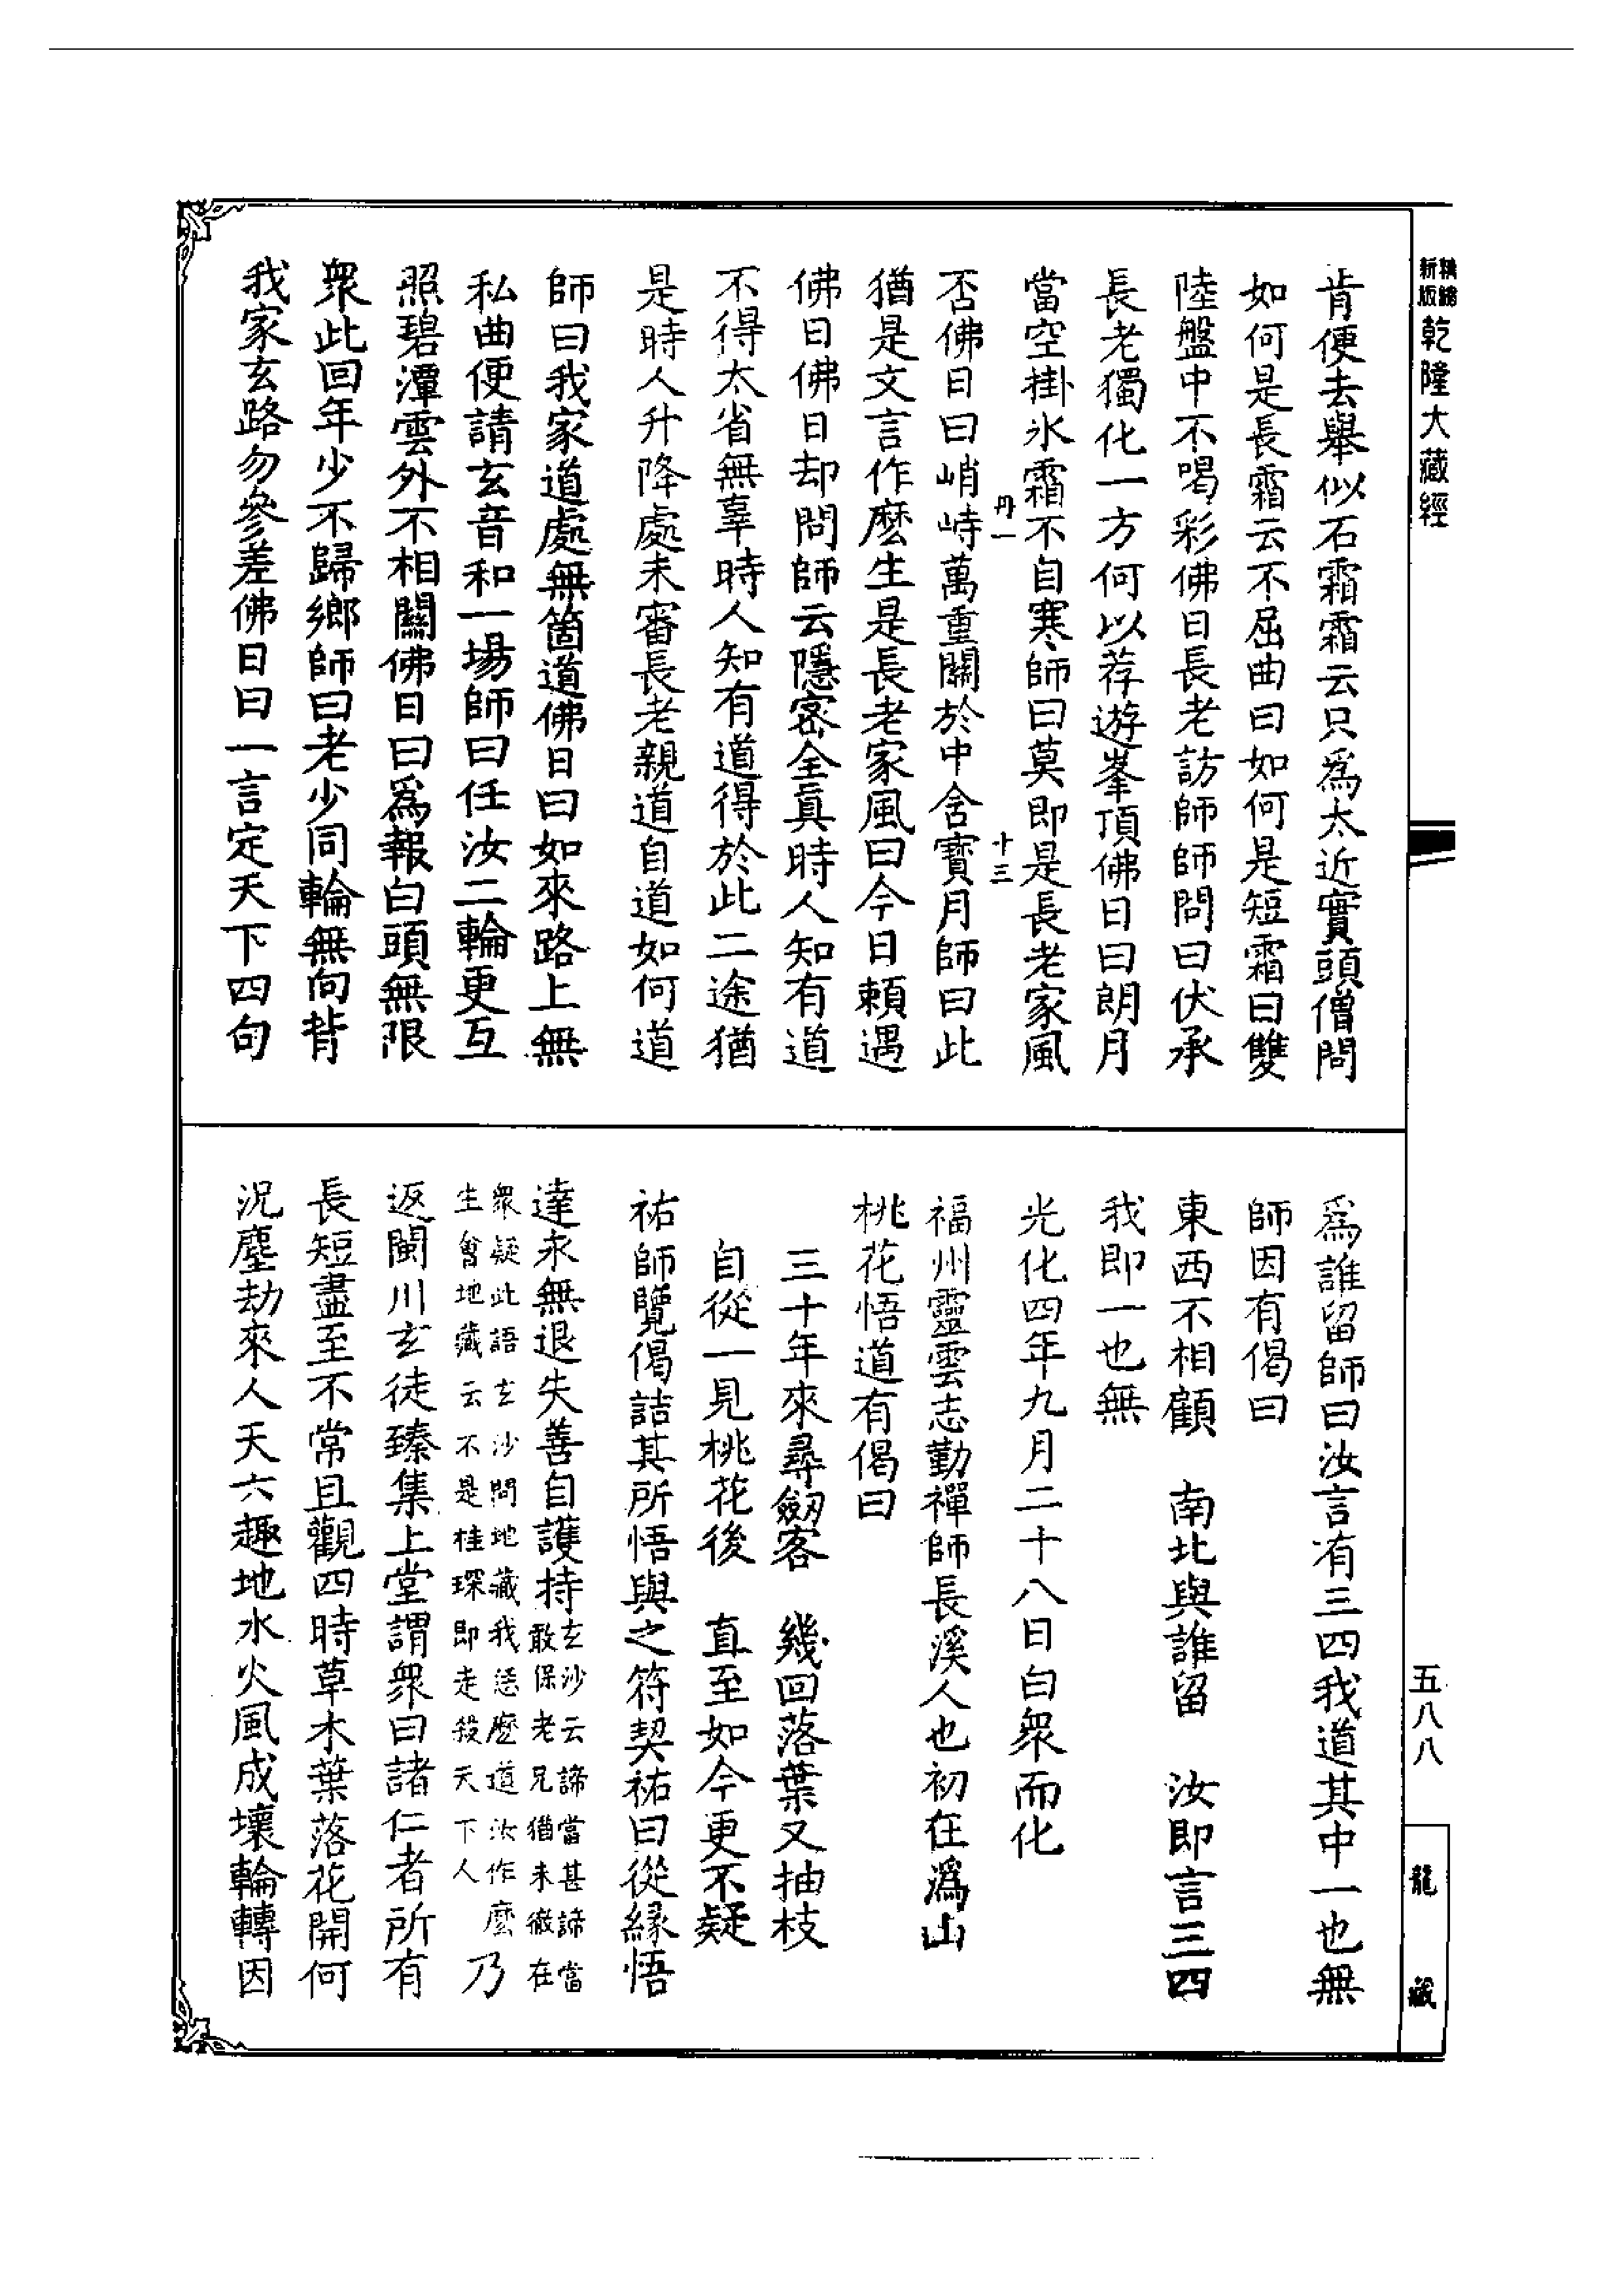 精繕新版乾隆大藏經
肯便去舉似石霜霜云只爲太近實頭僧問
如何是長霜云不屈曲曰如何是短霜曰雙
陸盤中不喝彩佛日長老訪師師問曰伏承
長老獨化一方何以荐遊峯頂佛日曰朗月
當空掛氷霜不自寒師曰莫即是長老家風
丹一
十三
否佛日曰峭峙萬重關於中含寶月師曰此
猶是文言作麽生是長老家風曰今日賴遇
佛日佛日却問師云隱密全眞時人知有道
不得太省無辜時人知有道得於此二途猶
是時人升降處未審長老親道自道如何道
師曰我家道處無箇道佛日曰如來路上無
私曲便請玄音和一場師曰任汝二輪更互
照碧潭雲外不相關佛日曰爲報白頭無限
衆此回年少不歸鄉師曰老少同輪無向背
我家玄路勿參差佛日曰一言定天下四句
爲誰留師曰汝言有三四我道其中一也無
師因有偈曰
東西不相顧　南北與誰留　汝即言三四
我即一也無
光化四年九月二十八日白衆而化
福州靈雲志勤禪師長溪人也初在溈山
桃花悟道有偈曰
三十年來尋劒客　幾回落葉又抽枝
自從一見桃花後　直至如今更不疑
祐師覽偈詰其所悟與之符契祐曰從緣悟
達永無退失善自護持玄沙云諦當甚諦當敢保老兄猶未徹在
衆疑此語玄沙問地藏我恁麽道汝作麽生會地藏云不是桂琛即走殺天下人乃
返閩川玄徒臻集上堂謂衆曰諸仁者所有
長短盡至不常且觀四時草木葉落花開何
況塵劫來人天六趣地水火風成壞輪轉因
五八八
龍藏